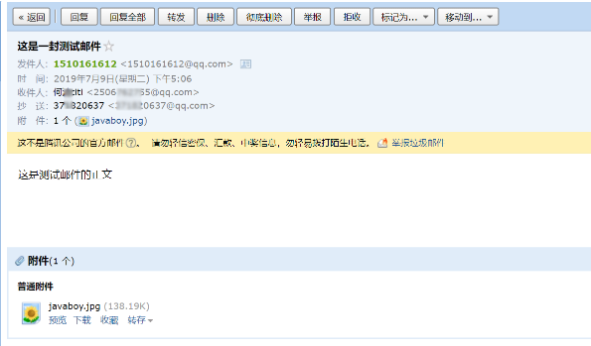 « 返回 回复 回复全部 转发 删除 彻底删除 举报 拒收 标记为... 移动到...
这是一封测试邮件
发件人: 1510161612 <1510161612@qq.com>
时 间: 2019年7月9日(星期二) 下午5:06
收件人: 何 titi <2506 55@qq.com>
抄 送: 37 820637 < 0637@qq.com>
附 件: 1 个 (javaboy.jpg)
这不是腾讯公司的官方邮件。 请勿轻信密保、汇款、中奖信息,勿轻易拨打陌生电话。 举报垃圾邮件
这是测试邮件的正文
附件(1 个)
普通附件
javaboy.jpg (138.19K)
预览 下载 收藏 转存